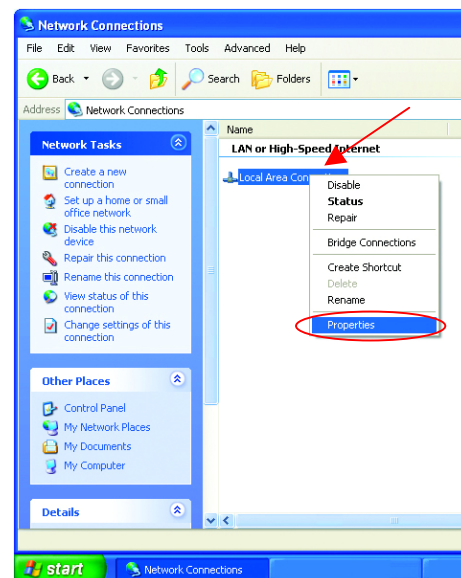 Network Connections
File Edit View Favorites Tools Advanced Help
Back Search Folders
Address Network Connections
Network Tasks
Create a new
connection
Set up a home or small
office network
Disable this network
device
Repair this connection
Rename this connection
View status of this
connection
Change settings of this
connection
Other Places
Control Panel
My Network Places
My Documents
My Computer
Details
Name
LAN or High-Speed Internet
Local Area
Disable
Status
Repair
Bridge Connections
Create Shortcut
Delete
Rename
Properties
start Network Connections